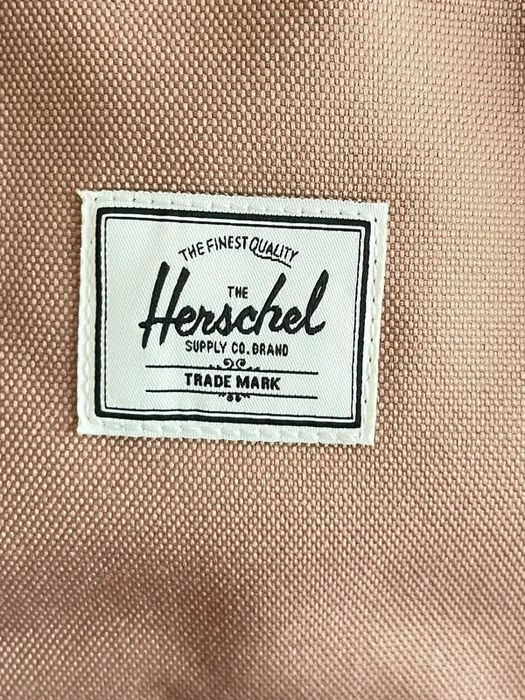 THE FINEST QUALITY
THE
Herschel
SUPPLY CO. BRAND
TRADE MARK